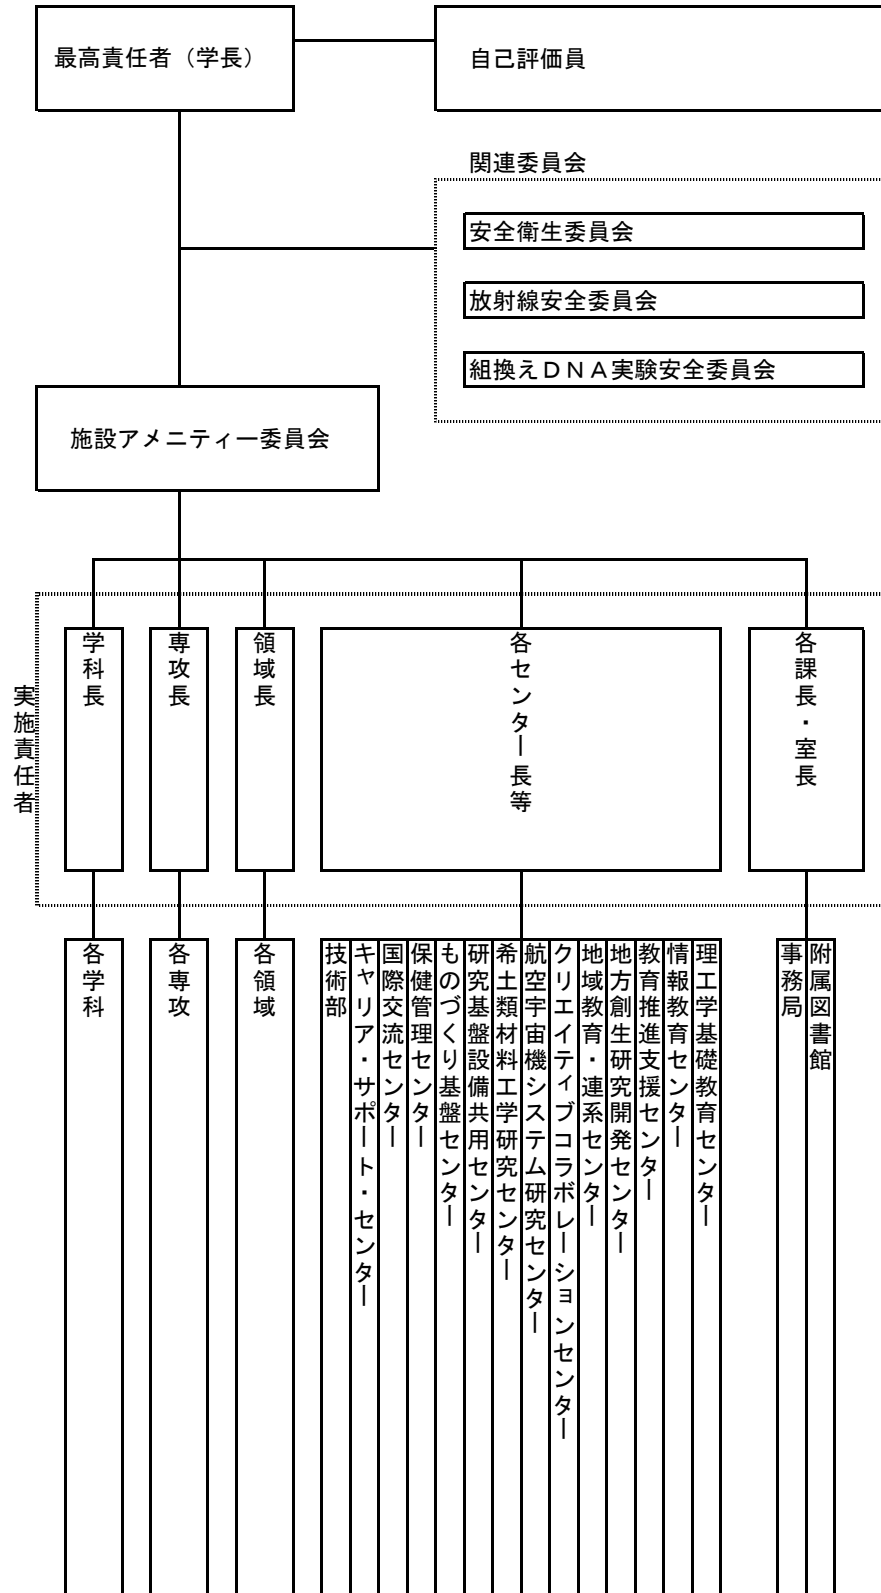 最高責任者（学長）
自己評価員
関連委員会
安全衛生委員会
放射線安全委員会
組換えＤＮＡ実験安全委員会
施設アメニティー委員会
実施責任者
学科長
専攻長
領域長
各センター長等
各課長・室長
各学科
各専攻
各領域
技術部
キャリア・サポート・センター
国際交流センター
保健管理センター
ものづくり基盤センター
研究基盤設備共用センター
希土類材料工学研究センター
航空宇宙機システム研究センター
クリエイティブコラボレーションセンター
地域教育・連系センター
地方創生研究開発センター
教育推進支援センター
情報教育センター
理工学基礎教育センター
事務局
附属図書館